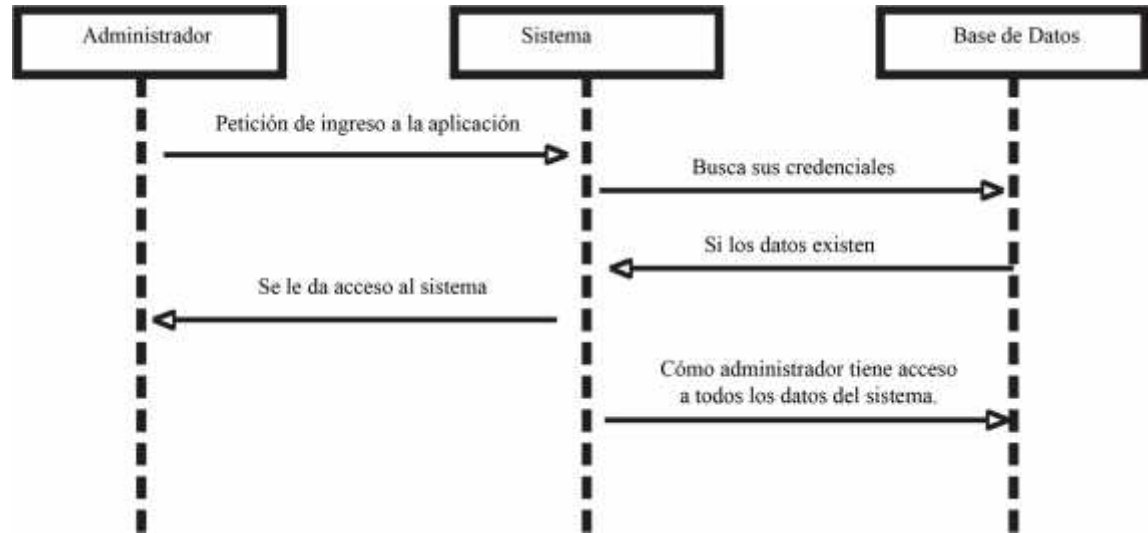 Administrador
Sistema
Base de Datos
Petición de ingreso a la aplicación
Busca sus credenciales
Si los datos existen
Se le da acceso al sistema
Cómo administrador tiene acceso
a todos los datos del sistema.